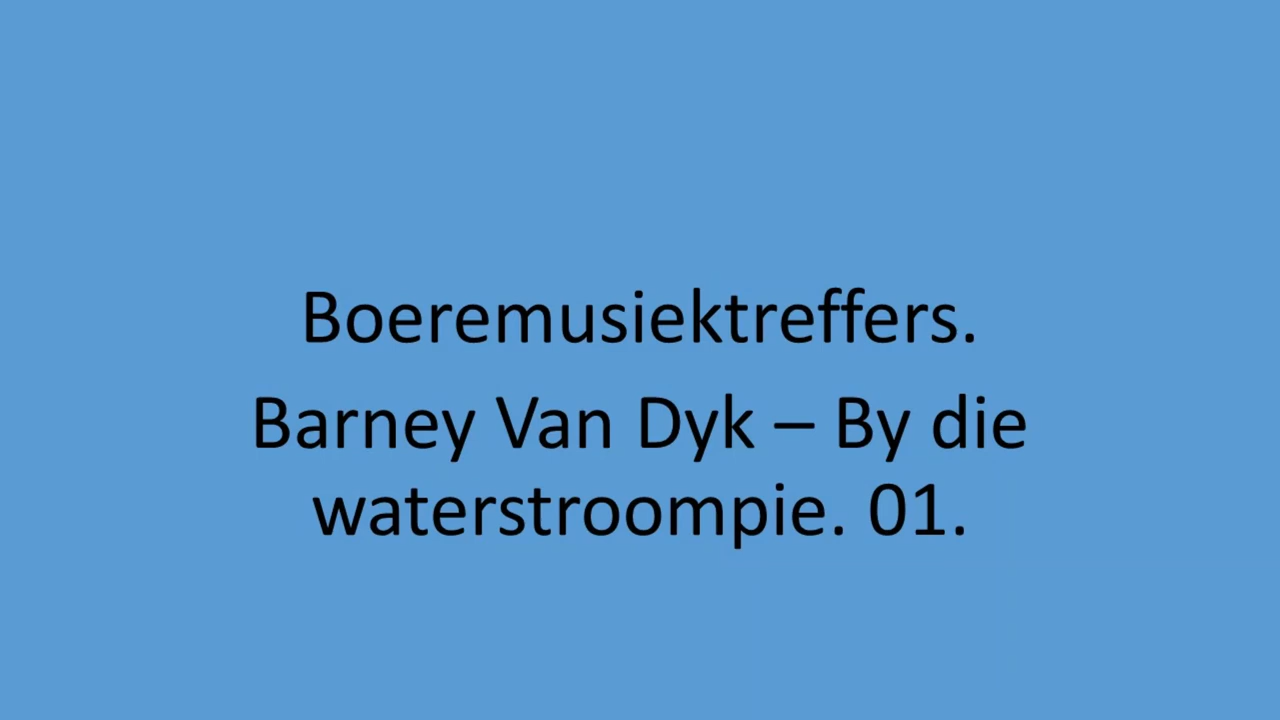 Boeremusiektreffers.
Barney Van Dyk – By die
waterstroompie. 01.